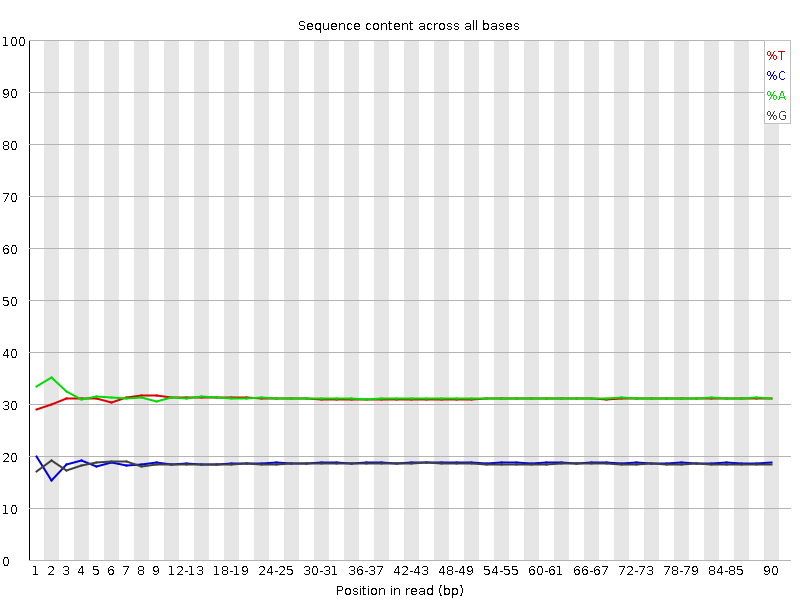 Sequence content across all bases
100
90
80
70
60
50
40
30
20
10
0
%T
%C
%A
%G
1 2 3 4 5 6 7 8 9 12-13 18-19 24-25 30-31 36-37 42-43 48-49 54-55 60-61 66-67 72-73 78-79 84-85 90
Position in read (bp)